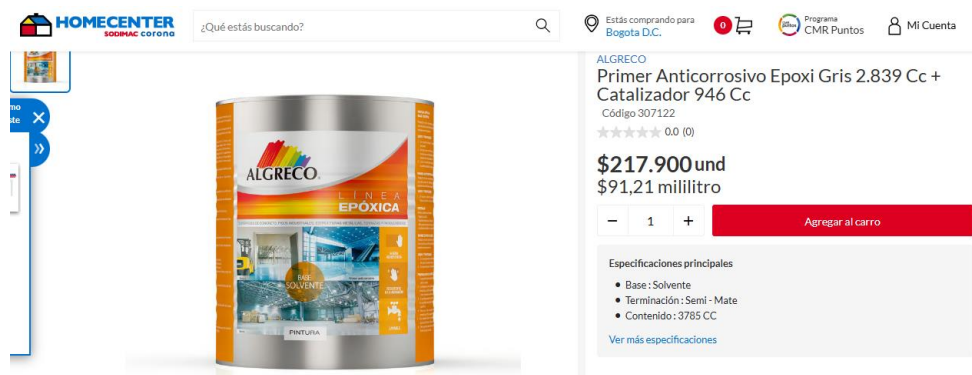 HOMECENTER
SODIMAC corona
¿Qué estás buscando?
Estás comprando para
Bogota D.C.
0
Programa
CMR Puntos
Mi Cuenta
ALGRECO
Primer Anticorrosivo Epoxi Gris 2.839 Cc +
Catalizador 946 Cc
Código 307122
0.0 (0)
$217.900 und
$91,21 mililitro
− 1 +
Agregar al carro
Especificaciones principales
• Base : Solvente
• Terminación : Semi - Mate
• Contenido : 3785 CC
Ver más especificaciones
mo
ste
ALGRECO
LÍNEA
EPÓXICA
BASE
SOLVENTE
PINTURA